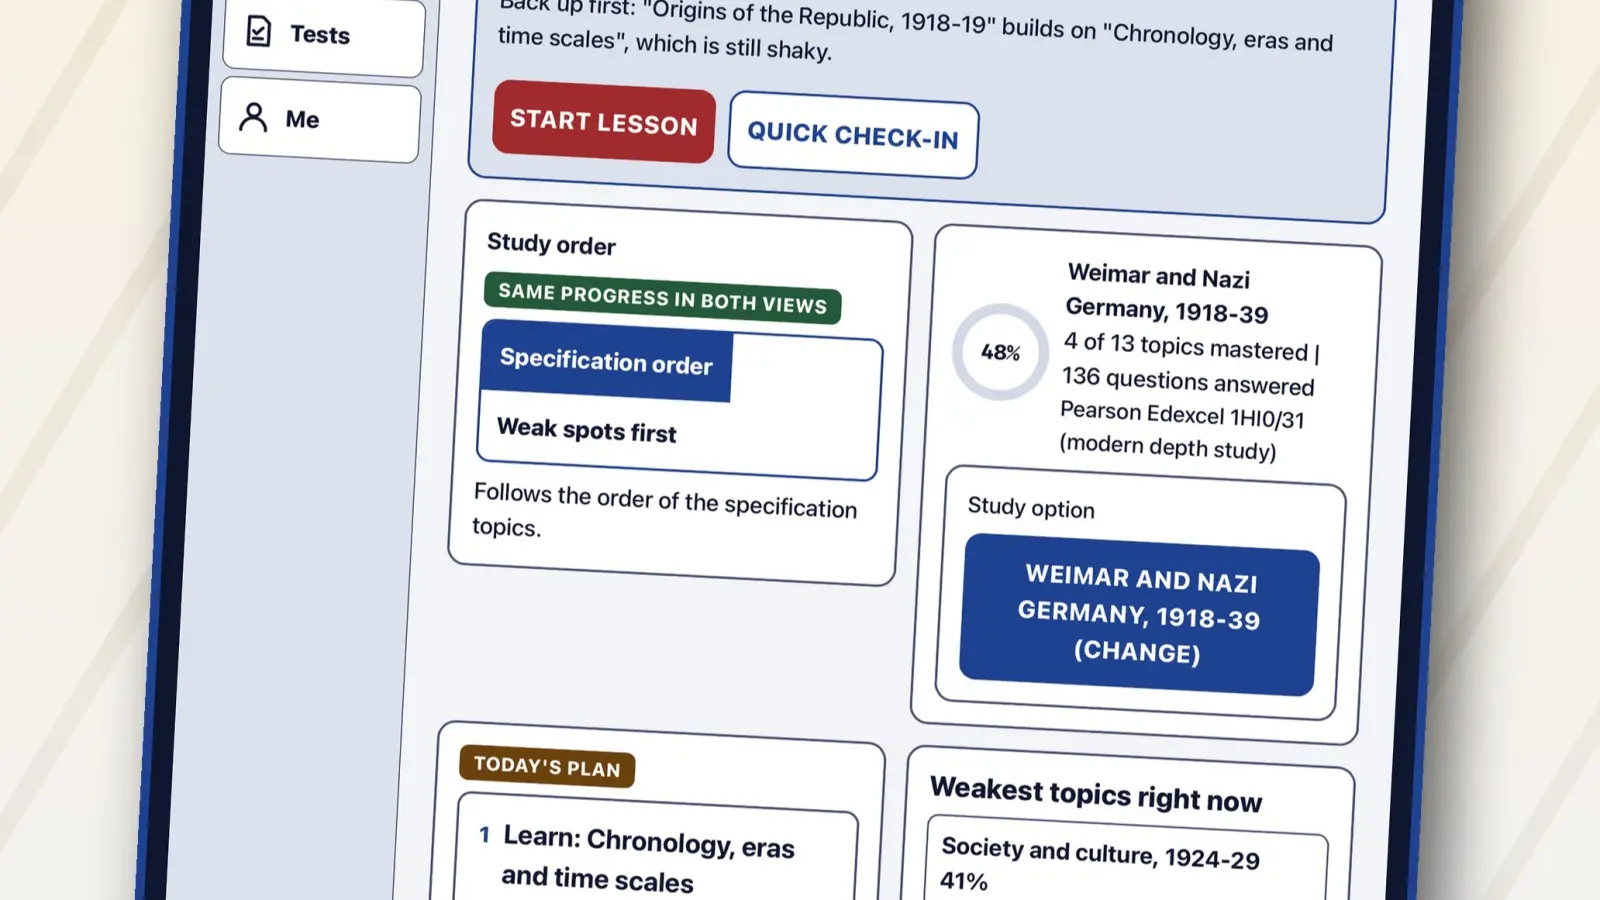 Tests
Me
Back up first: "Origins of the Republic, 1918-19" builds on "Chronology, eras and
time scales", which is still shaky.
START LESSON
QUICK CHECK-IN
Study order
SAME PROGRESS IN BOTH VIEWS
Specification order
Weak spots first
Follows the order of the specification
topics.
48%
Weimar and Nazi
Germany, 1918-39
4 of 13 topics mastered |
136 questions answered
Pearson Edexcel 1HI0/31
(modern depth study)
Study option
WEIMAR AND NAZI
GERMANY, 1918-39
(CHANGE)
TODAY'S PLAN
1 Learn: Chronology, eras
and time scales
Weakest topics right now
Society and culture, 1924-29
41%